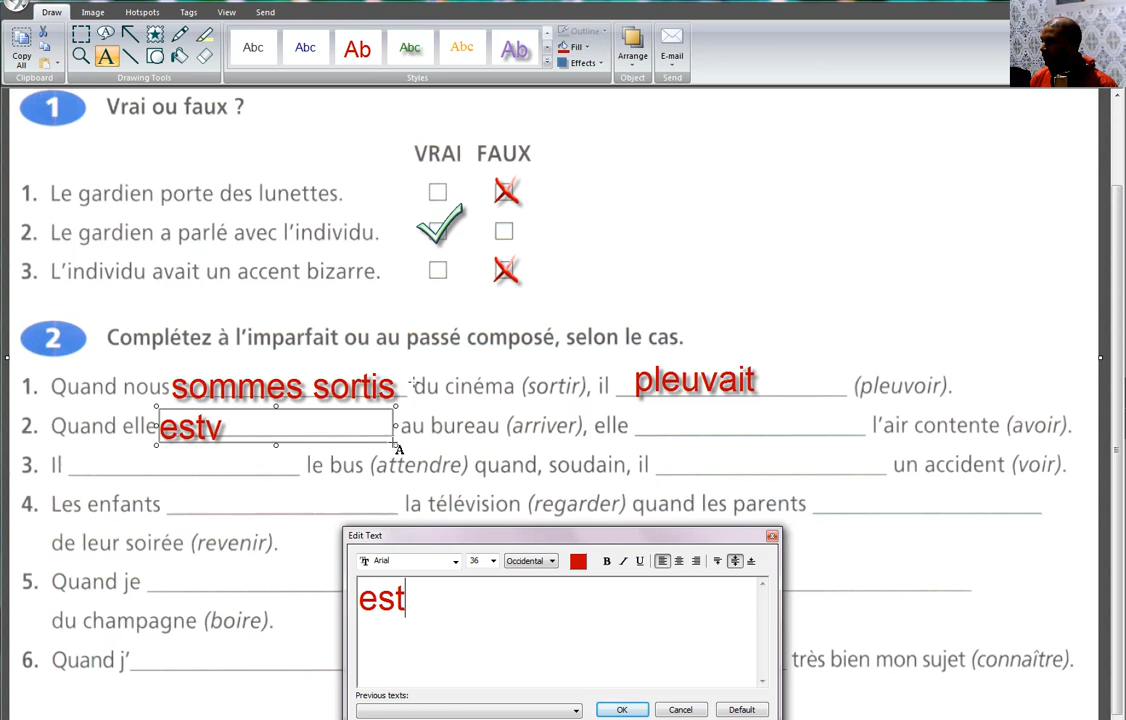 Draw Image Hotspots Tags View Send
Copy All
Abc Abc Ab Abc Abc Ab
Outline
Fill
Effects
Arrange E-mail
Clipboard Drawing Tools Styles Object Send
1 Vrai ou faux ?
VRAI FAUX
1. Le gardien porte des lunettes.
2. Le gardien a parlé avec l'individu.
3. L'individu avait un accent bizarre.
2 Complétez à l'imparfait ou au passé composé, selon le cas.
1. Quand nous sommes sortis du cinéma (sortir), il pleuvait (pleuvoir).
2. Quand elle estv au bureau (arriver), elle l'air contente (avoir).
3. Il le bus (attendre) quand, soudain, il un accident (voir).
4. Les enfants la télévision (regarder) quand les parents
de leur soirée (revenir).
5. Quand je
du champagne (boire).
6. Quand j' très bien mon sujet (connaître).
Edit Text
Arial 36 Occidental B I U
est
Previous texts:
OK Cancel Default